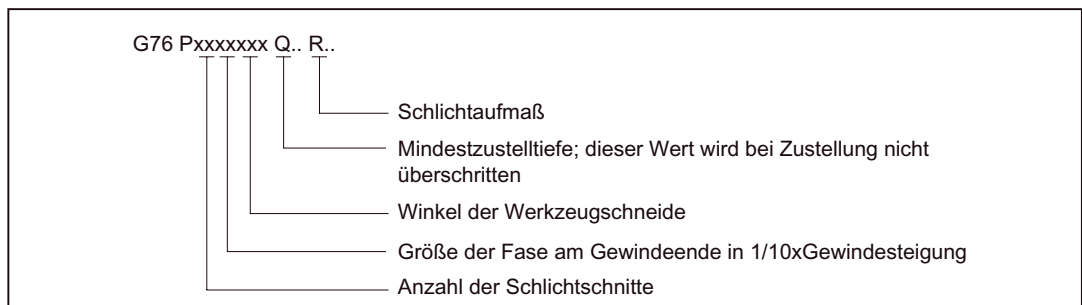 G76 Pxxxxxxx Q.. R..
Schlichtaufmaß
Mindestzustelltiefe; dieser Wert wird bei Zustellung nicht
überschritten
Winkel der Werkzeugschneide
Größe der Fase am Gewindeende in 1/10xGewindesteigung
Anzahl der Schlichtschnitte